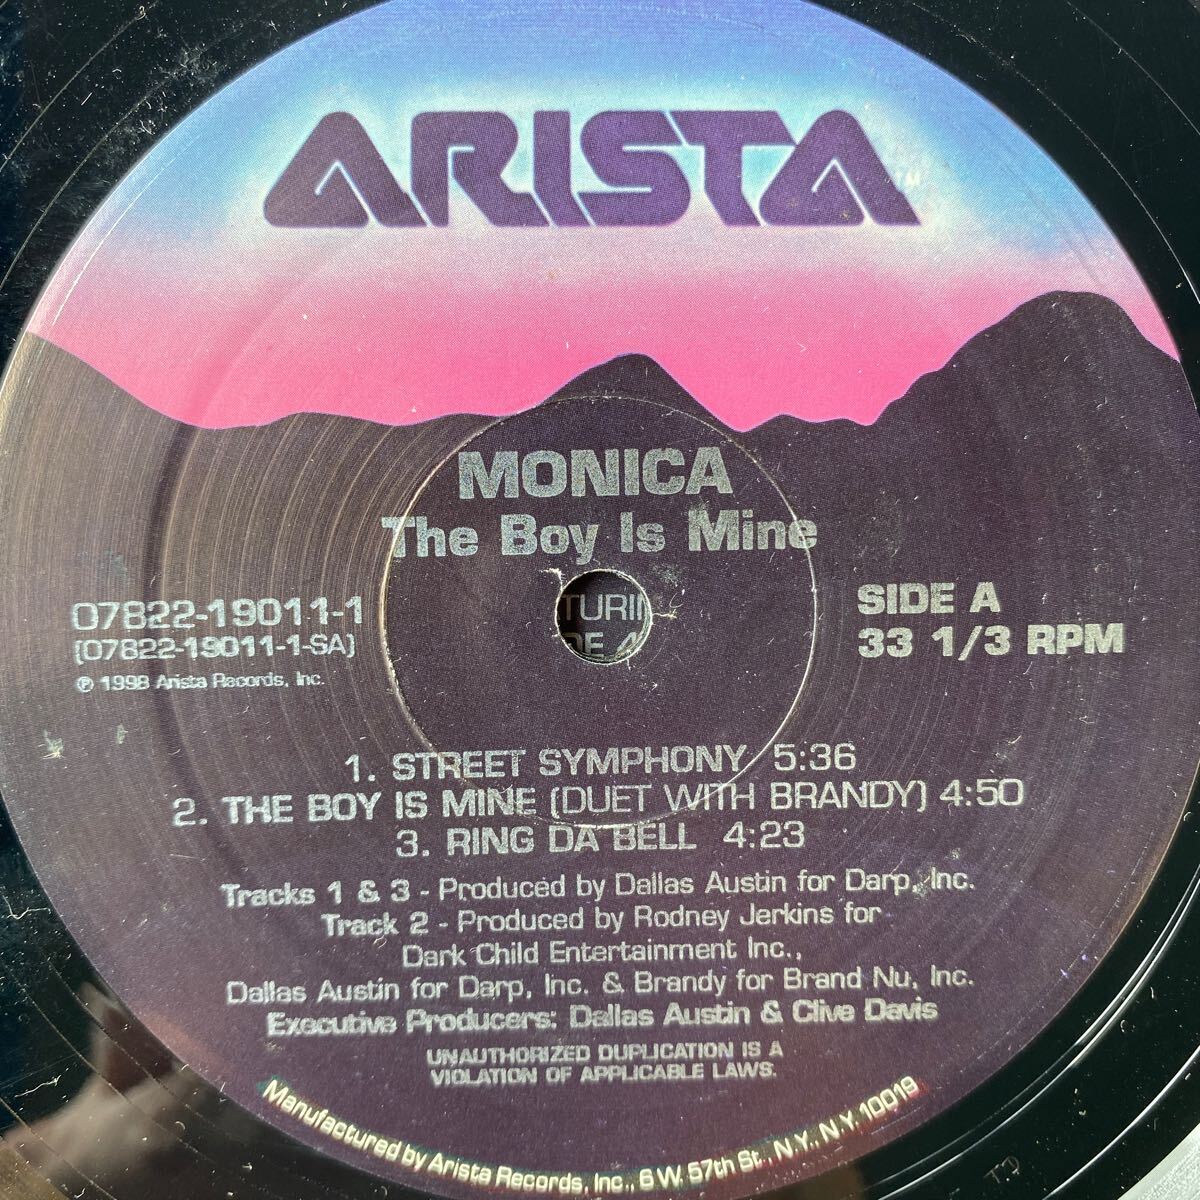 ARISTA™
MONICA
The Boy Is Mine
07822-19011-1
(07822-19011-1-SA)
℗ 1998 Arista Records, Inc.
TURIN
DE 4
SIDE A
33 1/3 RPM
1. STREET SYMPHONY 5:36
2. THE BOY IS MINE (DUET WITH BRANDY) 4:50
3. RING DA BELL 4:23
Tracks 1 & 3 - Produced by Dallas Austin for Darp, Inc.
Track 2 - Produced by Rodney Jerkins for
Dark Child Entertainment Inc.,
Dallas Austin for Darp, Inc. & Brandy for Brand Nu, Inc.
Executive Producers: Dallas Austin & Clive Davis
UNAUTHORIZED DUPLICATION IS A
VIOLATION OF APPLICABLE LAWS.
Manufactured by Arista Records, Inc., 6 W. 57th St., N.Y., N.Y. 10019